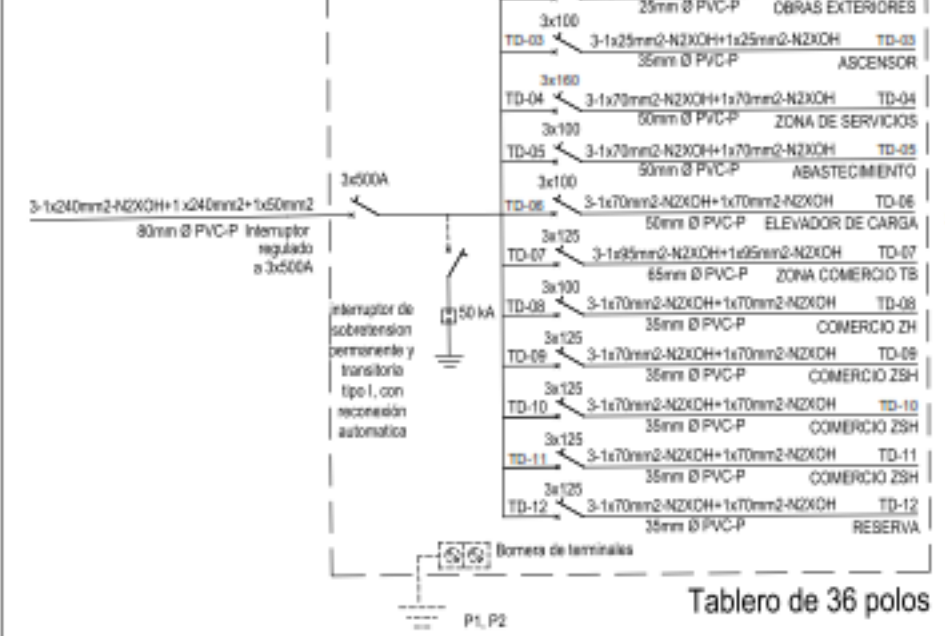 25mm Ø PVC-P OBRAS EXTERIORES
3x100
TD-03 3-1x25mm2-N2XOH+1x25mm2-N2XOH TD-03
35mm Ø PVC-P ASCENSOR
3x160
TD-04 3-1x70mm2-N2XOH+1x70mm2-N2XOH TD-04
50mm Ø PVC-P ZONA DE SERVICIOS
3x100
TD-05 3-1x70mm2-N2XOH+1x70mm2-N2XOH TD-05
50mm Ø PVC-P ABASTECIMIENTO
3x100
TD-06 3-1x70mm2-N2XOH+1x70mm2-N2XOH TD-06
50mm Ø PVC-P ELEVADOR DE CARGA
3x125
TD-07 3-1x95mm2-N2XOH+1x95mm2-N2XOH TD-07
65mm Ø PVC-P ZONA COMERCIO TB
3x100
TD-08 3-1x70mm2-N2XOH+1x70mm2-N2XOH TD-08
35mm Ø PVC-P COMERCIO ZH
3x125
TD-09 3-1x70mm2-N2XOH+1x70mm2-N2XOH TD-09
35mm Ø PVC-P COMERCIO ZSH
3x125
TD-10 3-1x70mm2-N2XOH+1x70mm2-N2XOH TD-10
35mm Ø PVC-P COMERCIO ZSH
3x125
TD-11 3-1x70mm2-N2XOH+1x70mm2-N2XOH TD-11
35mm Ø PVC-P COMERCIO ZSH
3x125
TD-12 3-1x70mm2-N2XOH+1x70mm2-N2XOH TD-12
35mm Ø PVC-P RESERVA
3x500A
3-1x240mm2-N2XOH+1 x240mm2+1x50mm2
80mm Ø PVC-P Interruptor
regulado
a 3x500A
50 kA
interruptor de
sobretension
permanente y
transitoria
tipo I, con
reconexión
automatica
Bornera de terminales
P1, P2
Tablero de 36 polos